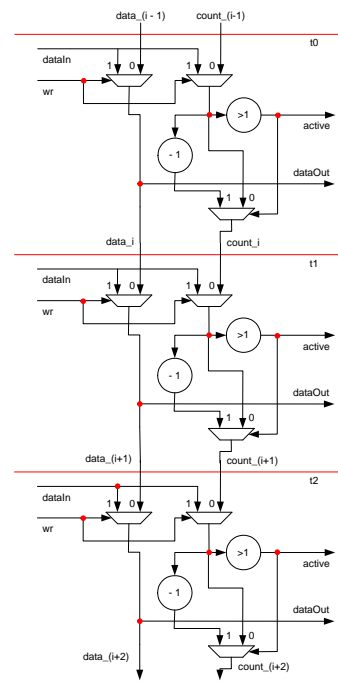 data_(i - 1) count_(i-1)
t0
dataIn
1 0 1 0
wr
>1
active
- 1
dataOut
1 0
data_i count_i
t1
dataIn
1 0 1 0
wr
>1
active
- 1
dataOut
1 0
data_(i+1) count_(i+1)
t2
dataIn
1 0 1 0
wr
>1
active
- 1
dataOut
1 0
data_(i+2) count_(i+2)